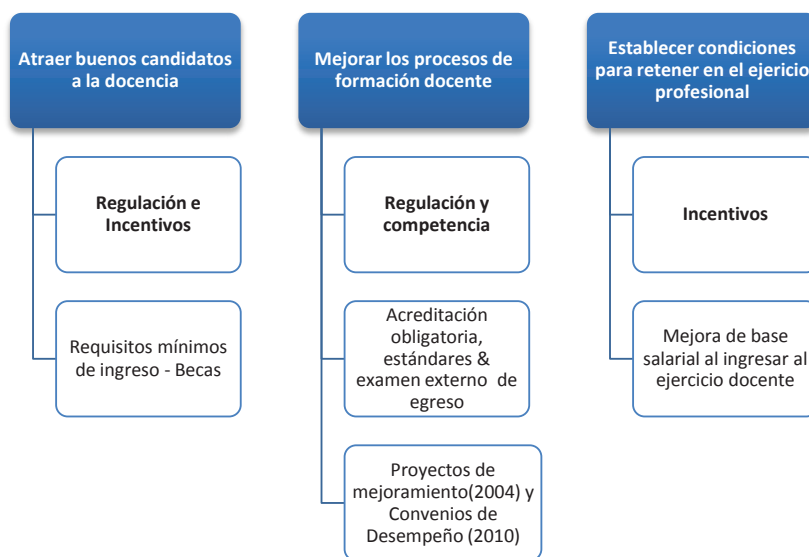 Atraer buenos candidatos
a la docencia
Regulación e
Incentivos
Requisitos mínimos
de ingreso - Becas
Mejorar los procesos de
formación docente
Regulación y
competencia
Acreditación
obligatoria,
estándares &
examen externo de
egreso
Proyectos de
mejoramiento(2004) y
Convenios de
Desempeño (2010)
Establecer condiciones
para retener en el ejericio
profesional
Incentivos
Mejora de base
salarial al ingresar al
ejercicio docente